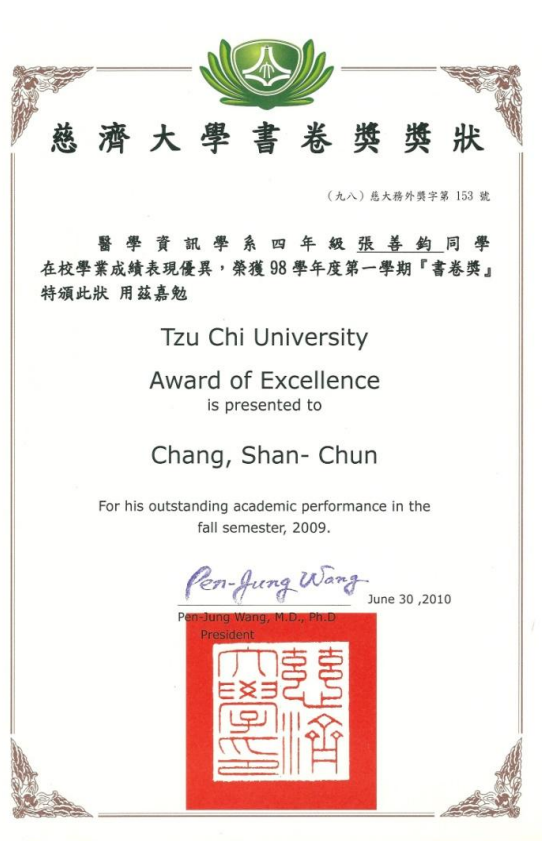 慈濟大學書卷獎獎狀
（九八）慈大務外獎字第 153 號
醫學資訊學系四年級張善鈞同學
在校學業成績表現優異，榮獲98學年度第一學期『書卷獎』
特頒此狀 用茲嘉勉
Tzu Chi University
Award of Excellence
is presented to
Chang, Shan- Chun
For his outstanding academic performance in the
fall semester, 2009.
Pen-Jung Wang
June 30 ,2010
Pen-Jung Wang, M.D., Ph.D
President
慈濟
大學印